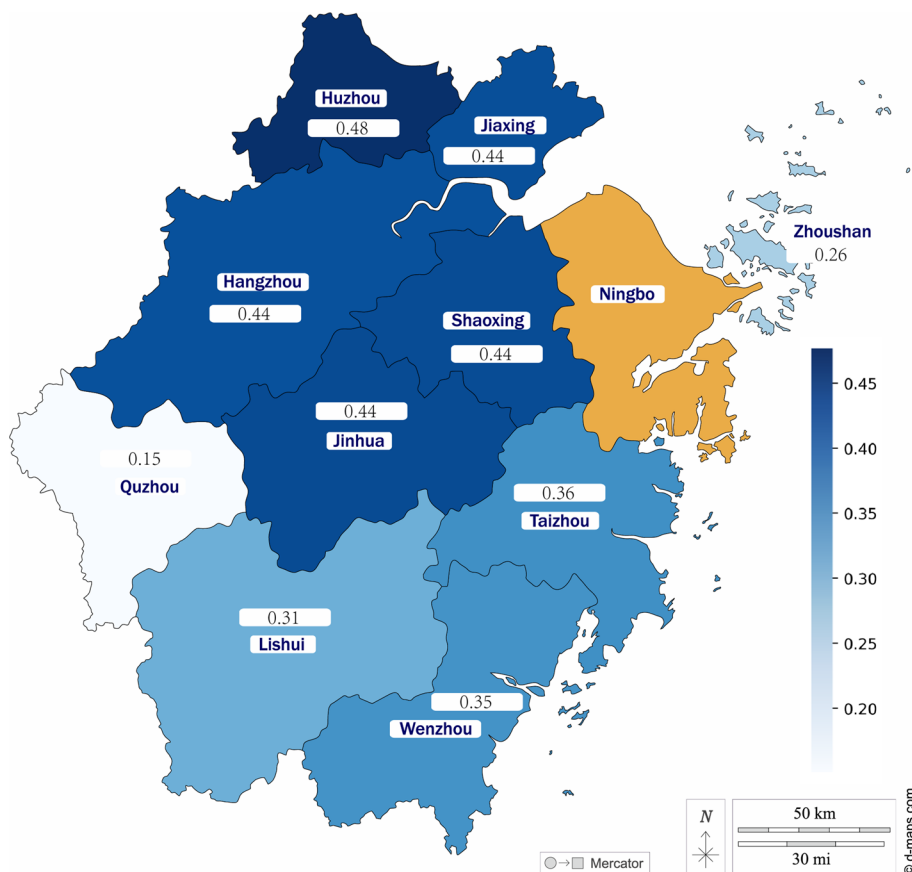 Huzhou
0.48
Jiaxing
0.44
Zhoushan
0.26
Hangzhou
0.44
Ningbo
Shaoxing
0.44
0.44
Jinhua
0.15
Quzhou
0.36
Taizhou
0.31
Lishui
0.35
Wenzhou
0.45
0.40
0.35
0.30
0.25
0.20
N
50 km
30 mi
Mercator
© d-maps.com